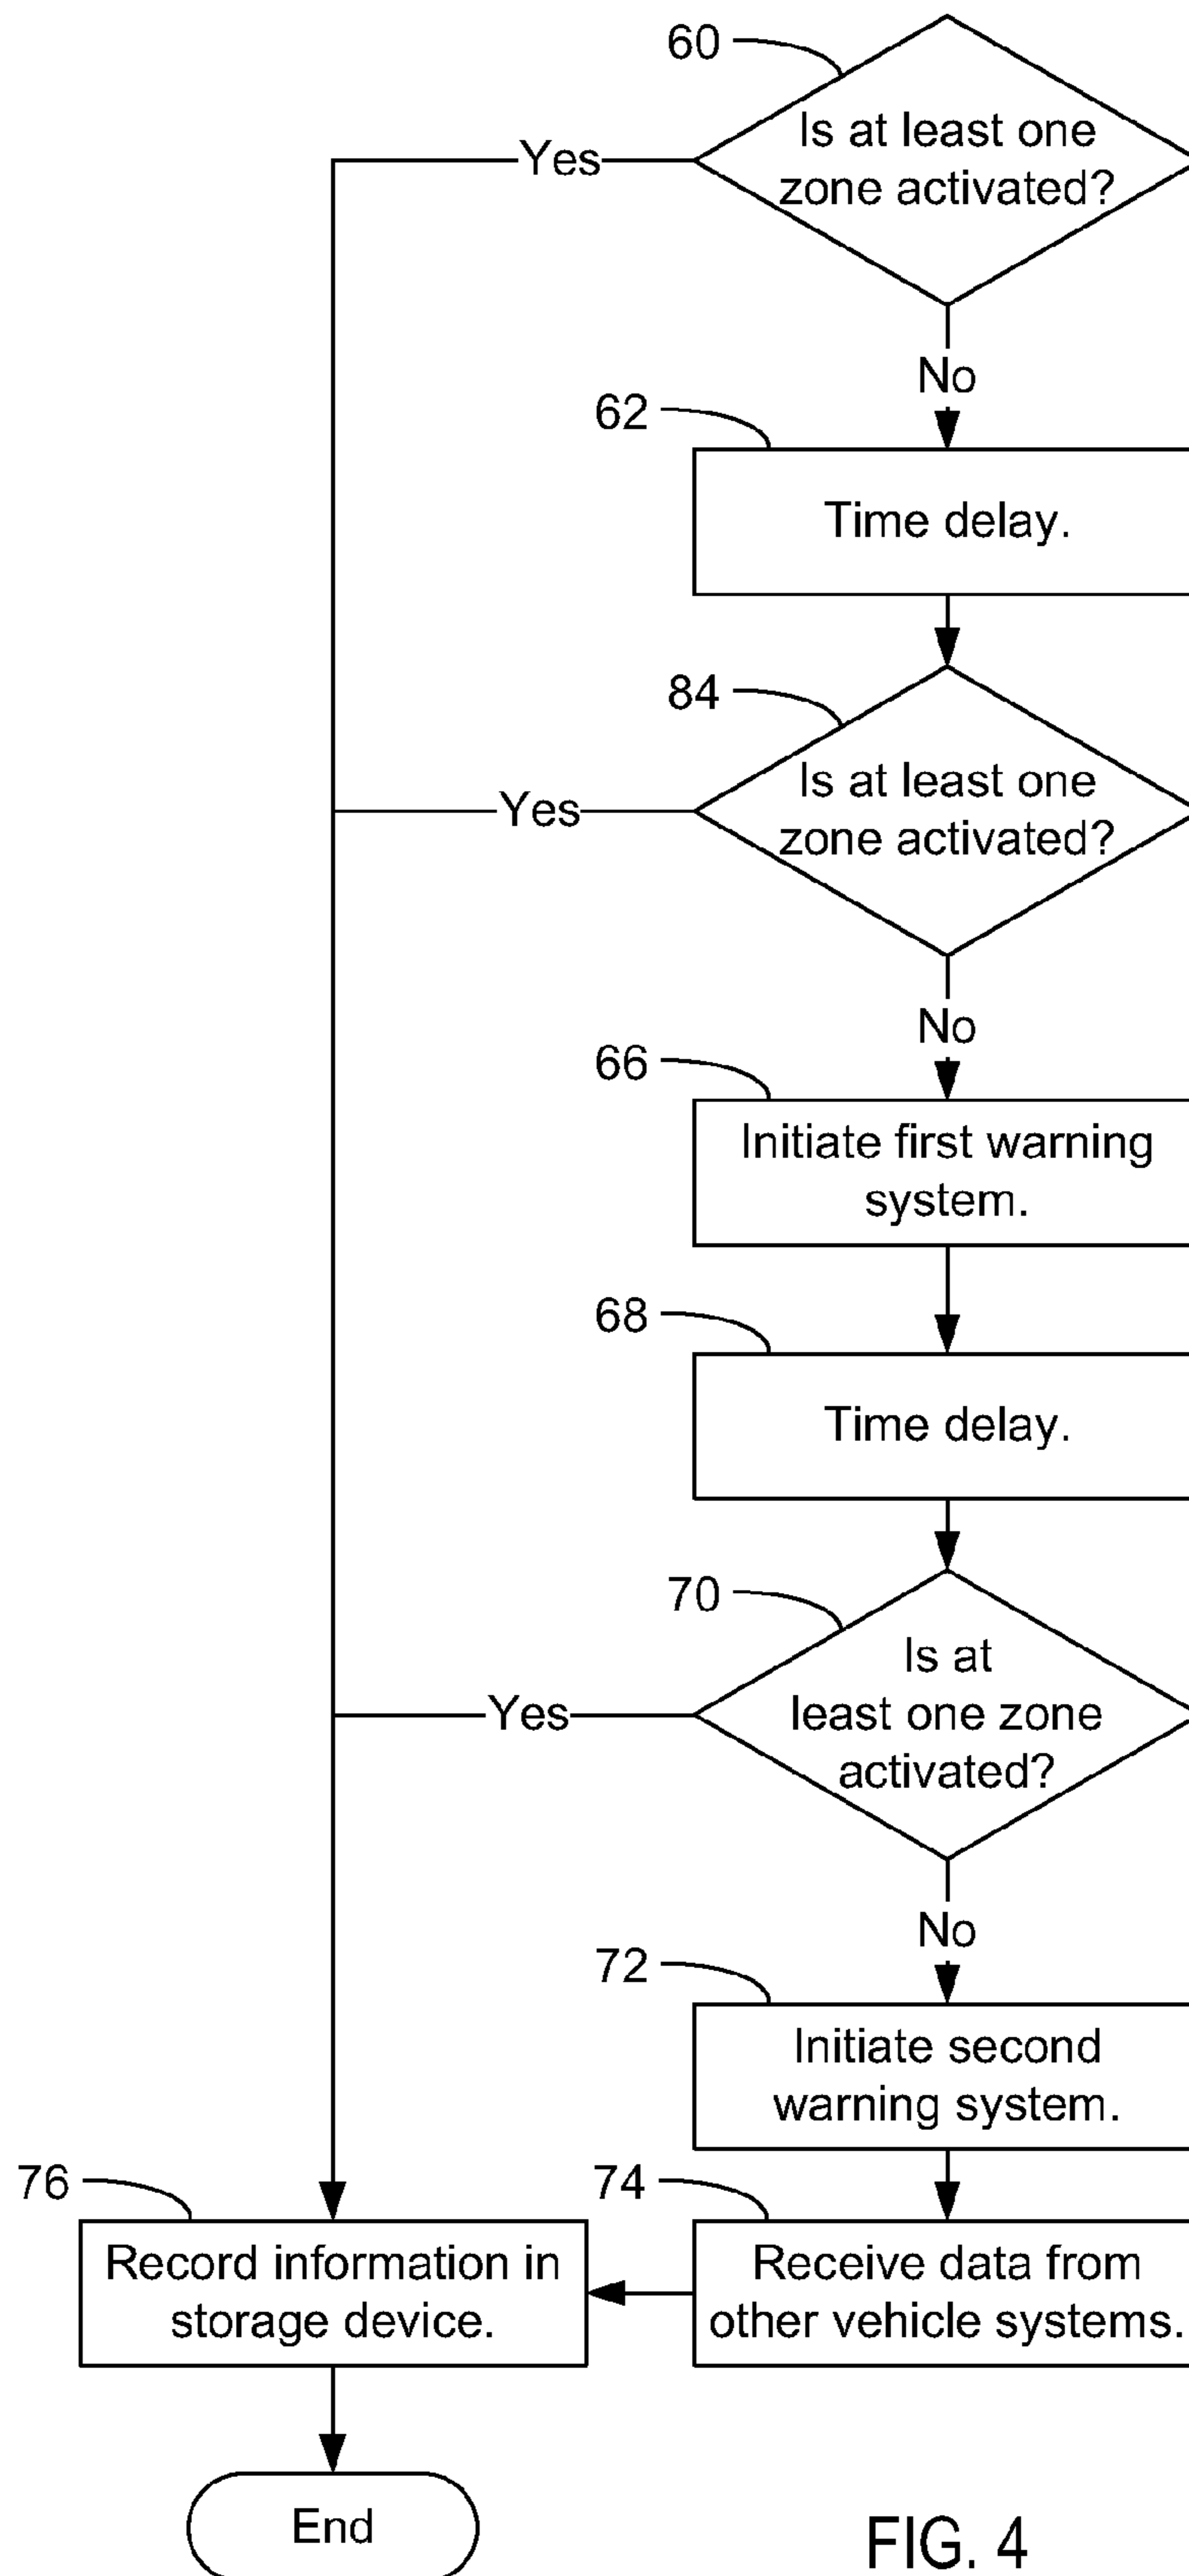 60
Is at least one
zone activated?
Yes
No
62
Time delay.
84
Is at least one
zone activated?
Yes
No
66
Initiate first warning
system.
68
Time delay.
70
Is at
least one zone
activated?
Yes
No
72
Initiate second
warning system.
76
Record information in
storage device.
74
Receive data from
other vehicle systems.
End
FIG. 4